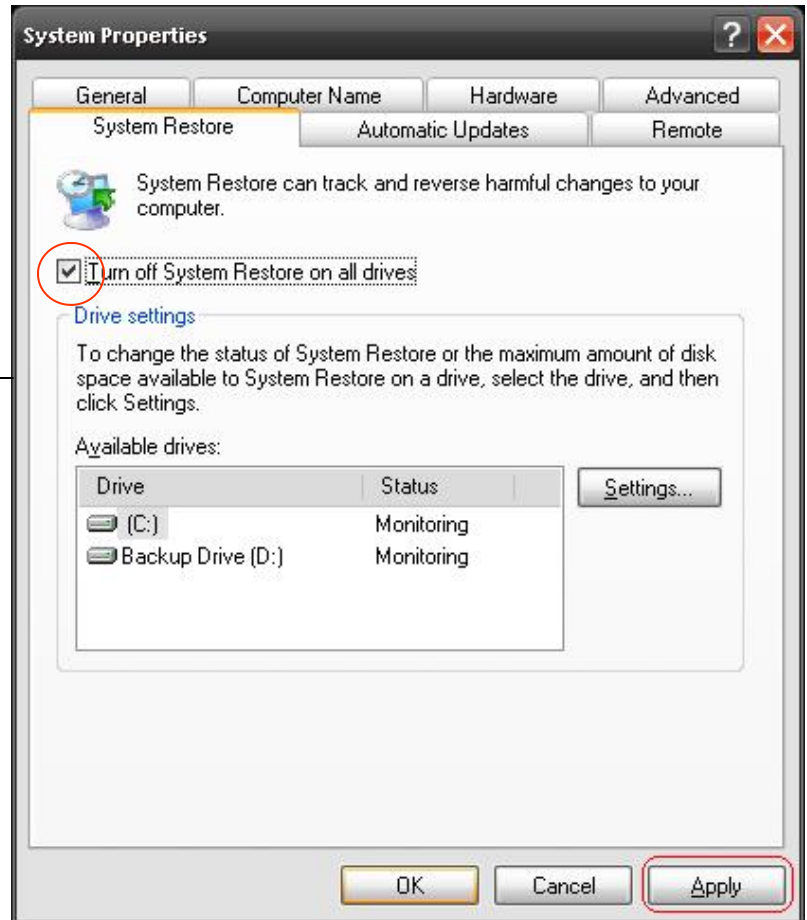 System Properties
General Computer Name Hardware Advanced
System Restore Automatic Updates Remote
System Restore can track and reverse harmful changes to your
computer.
Turn off System Restore on all drives
Drive settings
To change the status of System Restore or the maximum amount of disk
space available to System Restore on a drive, select the drive, and then
click Settings.
Available drives:
Drive Status
Settings...
(C:) Monitoring
Backup Drive (D:) Monitoring
OK Cancel Apply